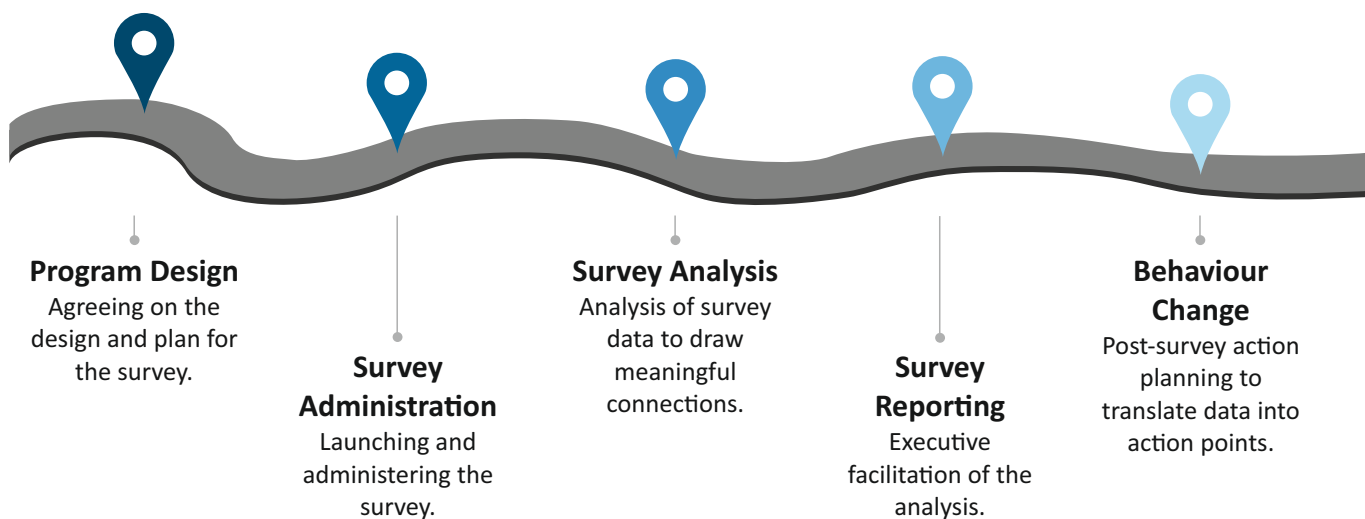 Program Design
Agreeing on the
design and plan for
the survey.
Survey
Administration
Launching and
administering the
survey.
Survey Analysis
Analysis of survey
data to draw
meaningful
connections.
Survey
Reporting
Executive
facilitation of the
analysis.
Behaviour
Change
Post-survey action
planning to
translate data into
action points.